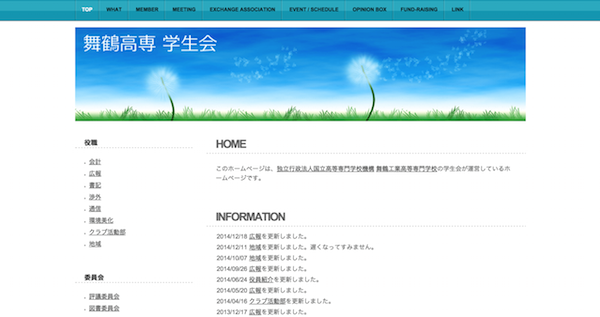 TOP WHAT MEMBER MEETING EXCHANGE ASSOCIATION EVENT / SCHEDULE OPINION BOX FUND-RAISING LINK
舞鶴高専 学生会
役職
会計
広報
書記
渉外
通信
環境美化
クラブ活動部
地域
委員会
評議委員会
図書委員会
HOME
このホームページは、独立行政法人国立高等専門学校機構 舞鶴工業高等専門学校の学生会が運営しているホ
ームページです。
INFORMATION
2014/12/18 広報を更新しました。
2014/12/11 地域を更新しました。遅くなってすみません。
2014/10/07 地域を更新しました。
2014/09/26 広報を更新しました。
2014/06/24 役員紹介を更新しました。
2014/05/20 広報を更新しました。
2014/04/16 クラブ活動部を更新しました。
2013/12/17 広報を更新しました。